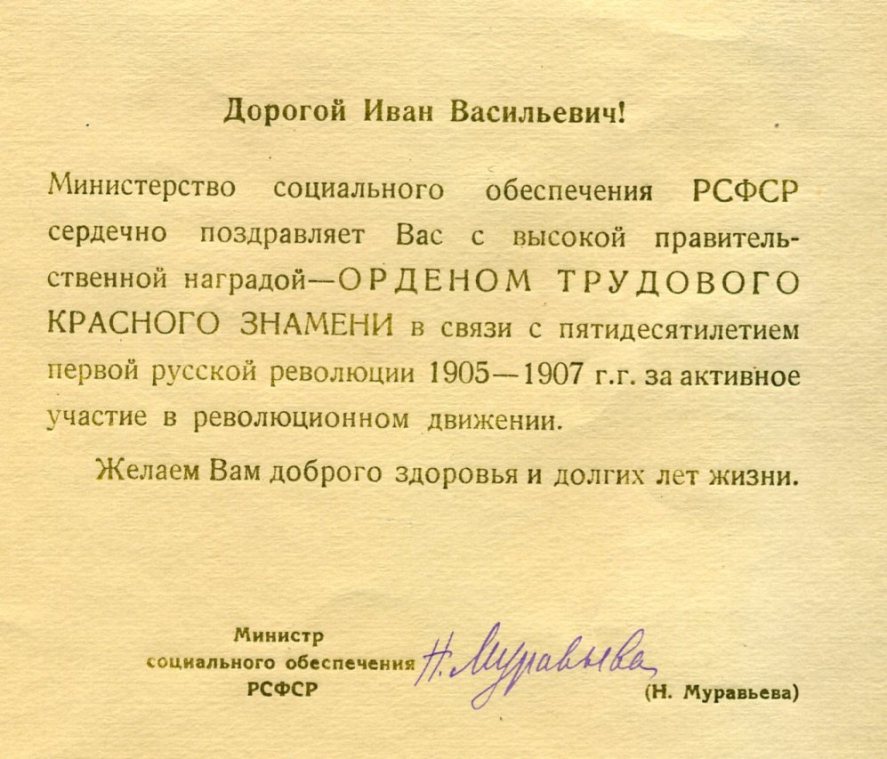 Дорогой Иван Васильевич!
Министерство социального обеспечения РСФСР
сердечно поздравляет Вас с высокой правитель-
ственной наградой—ОРДЕНОМ ТРУДОВОГО
КРАСНОГО ЗНАМЕНИ в связи с пятидесятилетием
первой русской революции 1905—1907 г.г. за активное
участие в революционном движении.
Желаем Вам доброго здоровья и долгих лет жизни.
Министр
социального обеспечения Н. Муравьева
РСФСР
(Н. Муравьева)